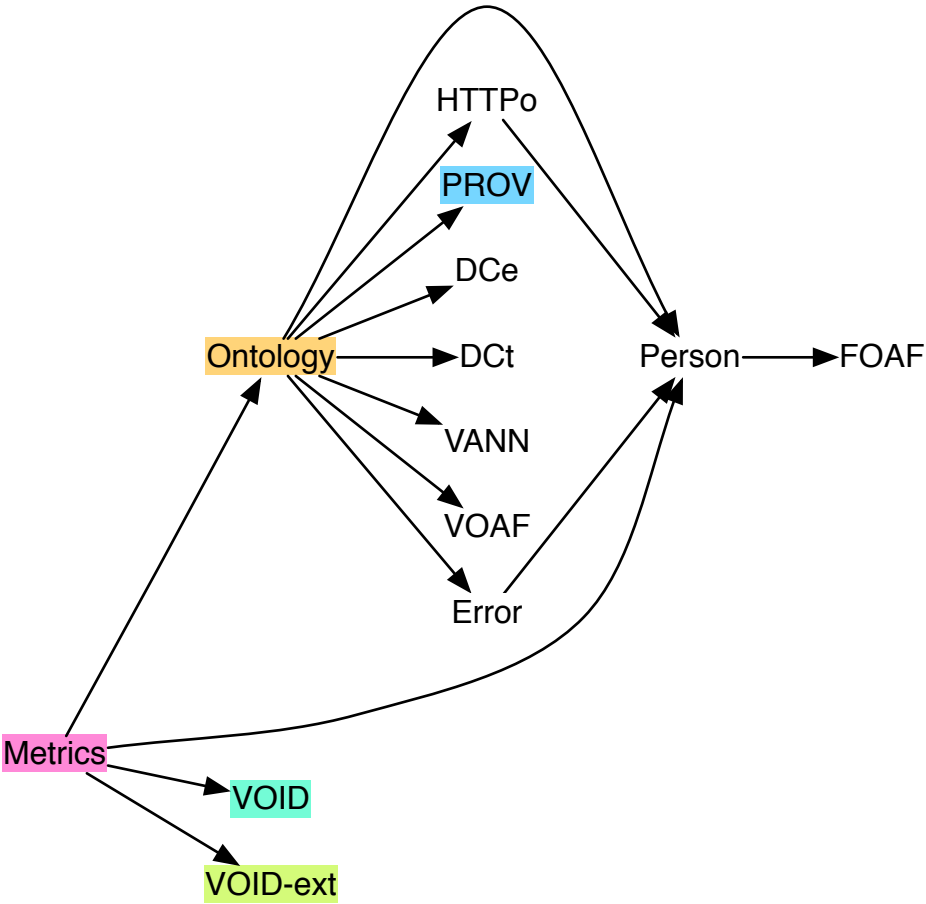 HTTPo
PROV
DCe
Ontology
DCt
Person
FOAF
VANN
VOAF
Error
Metrics
VOID
VOID-ext